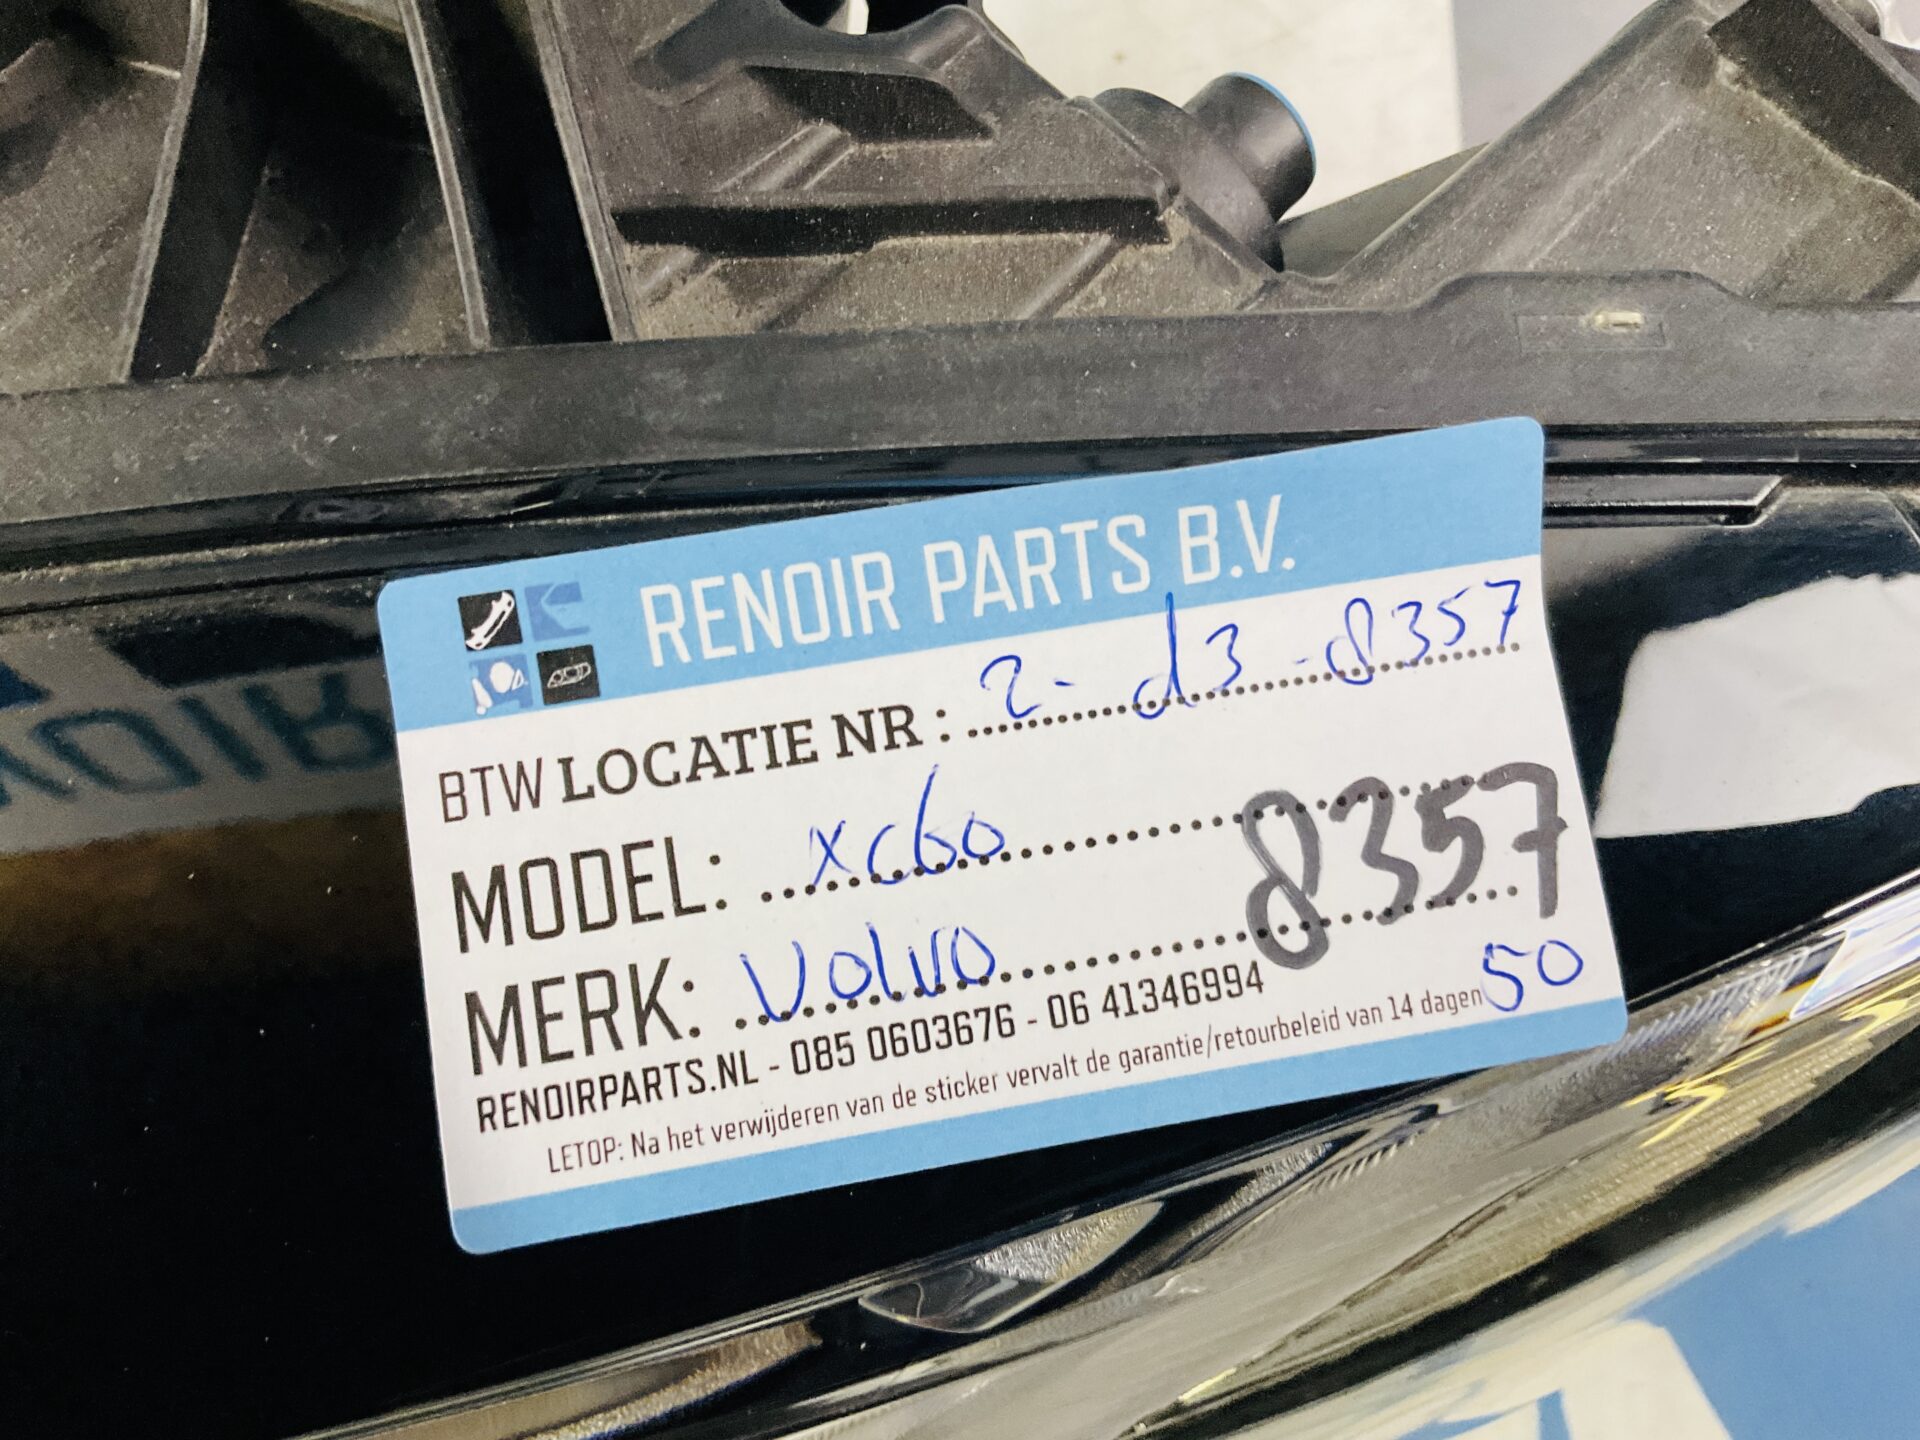 RENOIR PARTS B.V.
BTW LOCATIE NR : 2- d3 -8357
MODEL: XC60
8357
MERK: Volvo
RENOIRPARTS.NL - 085 0603676 - 06 41346994
50
LETOP: Na het verwijderen van de sticker vervalt de garantie/retourbeleid van 14 dagen